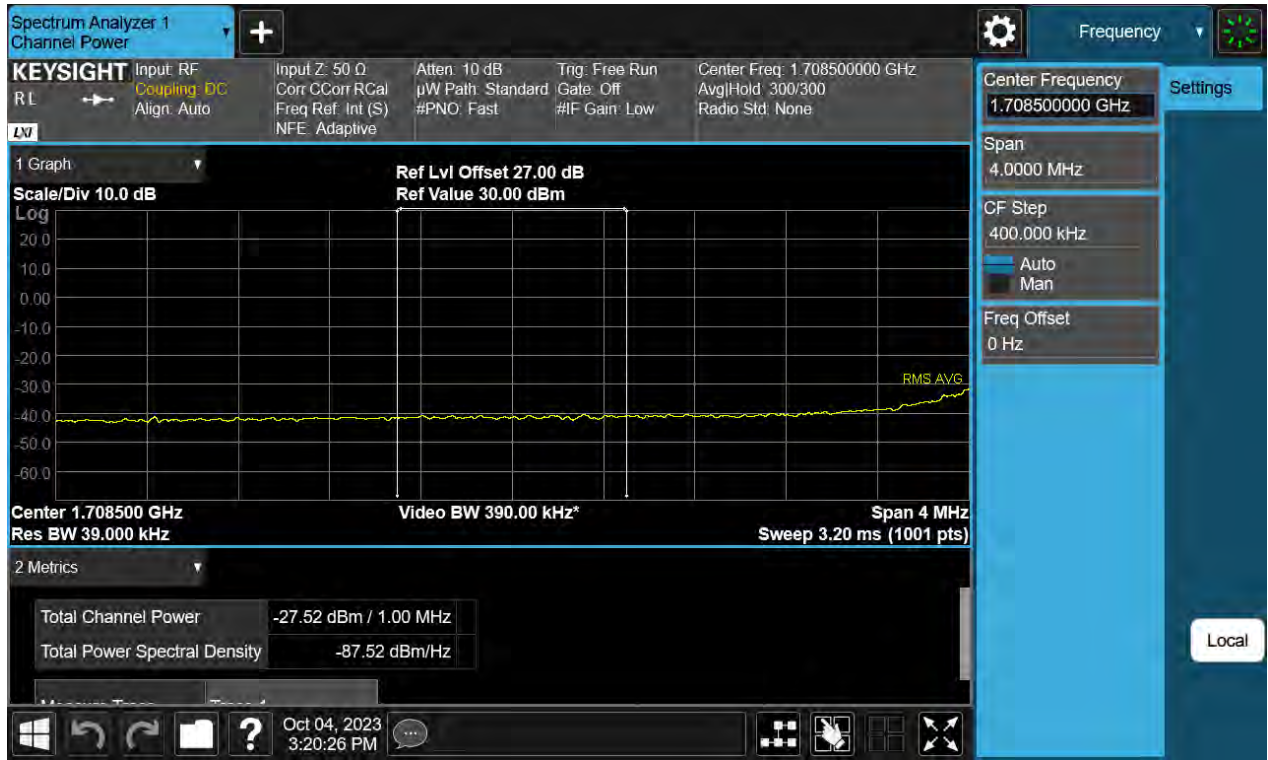 Spectrum Analyzer 1
Channel Power
Frequency
KEYSIGHT
RL
LXI
Input: RF
Coupling: DC
Align: Auto
Input Z: 50 Ω
Corr CCorr RCal
Freq Ref: Int (S)
NFE: Adaptive
Atten: 10 dB
µW Path: Standard
#PNO: Fast
Trig: Free Run
Gate: Off
#IF Gain: Low
Center Freq: 1.708500000 GHz
Avg|Hold: 300/300
Radio Std: None
1 Graph
Scale/Div 10.0 dB
Ref Lvl Offset 27.00 dB
Ref Value 30.00 dBm
Log
20.0
10.0
0.00
-10.0
-20.0
-30.0
-40.0
-50.0
-60.0
RMS AVG
Center 1.708500 GHz
Res BW 39.000 kHz
Video BW 390.00 kHz*
Span 4 MHz
Sweep 3.20 ms (1001 pts)
2 Metrics
Total Channel Power -27.52 dBm / 1.00 MHz
Total Power Spectral Density -87.52 dBm/Hz
Oct 04, 2023
3:20:26 PM
Center Frequency
1.708500000 GHz
Settings
Span
4.0000 MHz
CF Step
400.000 kHz
Auto
Man
Freq Offset
0 Hz
Local